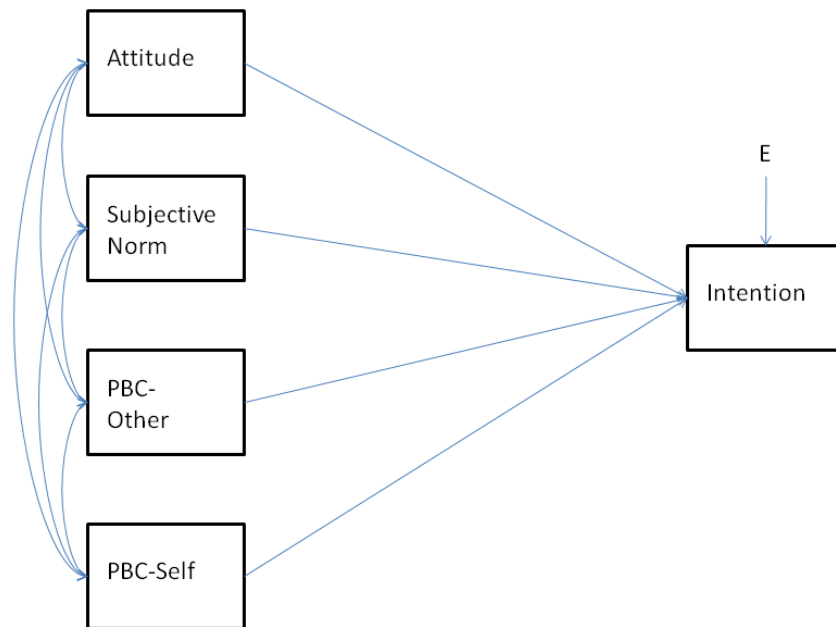 Attitude
E
Subjective
Norm
Intention
PBC-
Other
PBC-Self